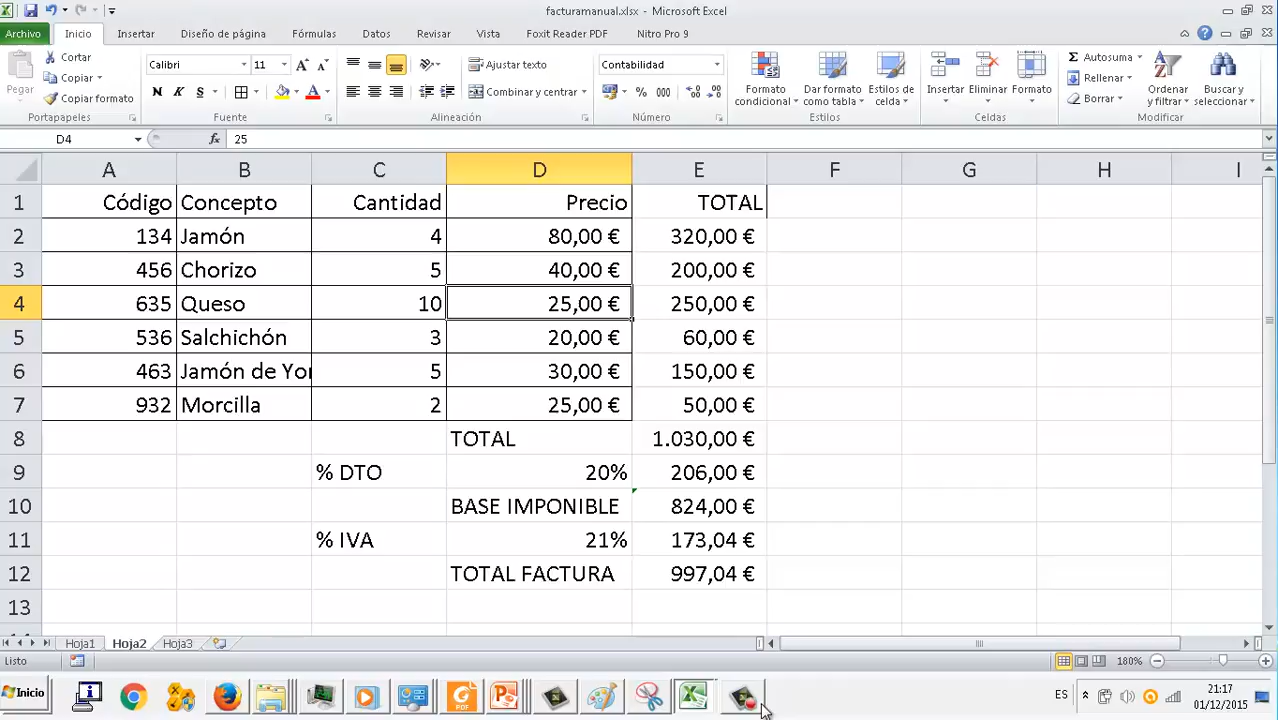 facturamanual.xlsx - Microsoft Excel
Archivo Inicio Insertar Diseño de página Fórmulas Datos Revisar Vista Foxit Reader PDF Nitro Pro 9
Pegar
Cortar
Copiar
Copiar formato
Portapapeles
Calibri 11
N K S
Fuente
Ajustar texto
Combinar y centrar
Alineación
Contabilidad
% 000
Número
Formato condicional
Dar formato como tabla
Estilos de celda
Estilos
Insertar Eliminar Formato
Celdas
Autosuma
Rellenar
Borrar
Ordenar y filtrar
Buscar y seleccionar
Modificar
D4 fx 25
A B C D E F G H I
1 Código Concepto Cantidad Precio TOTAL
2 134 Jamón 4 80,00 € 320,00 €
3 456 Chorizo 5 40,00 € 200,00 €
4 635 Queso 10 25,00 € 250,00 €
5 536 Salchichón 3 20,00 € 60,00 €
6 463 Jamón de Yor 5 30,00 € 150,00 €
7 932 Morcilla 2 25,00 € 50,00 €
8 TOTAL 1.030,00 €
9 % DTO 20% 206,00 €
10 BASE IMPONIBLE 824,00 €
11 % IVA 21% 173,04 €
12 TOTAL FACTURA 997,04 €
13
Hoja1 Hoja2 Hoja3
Listo 180%
Inicio ES 21:17
01/12/2015